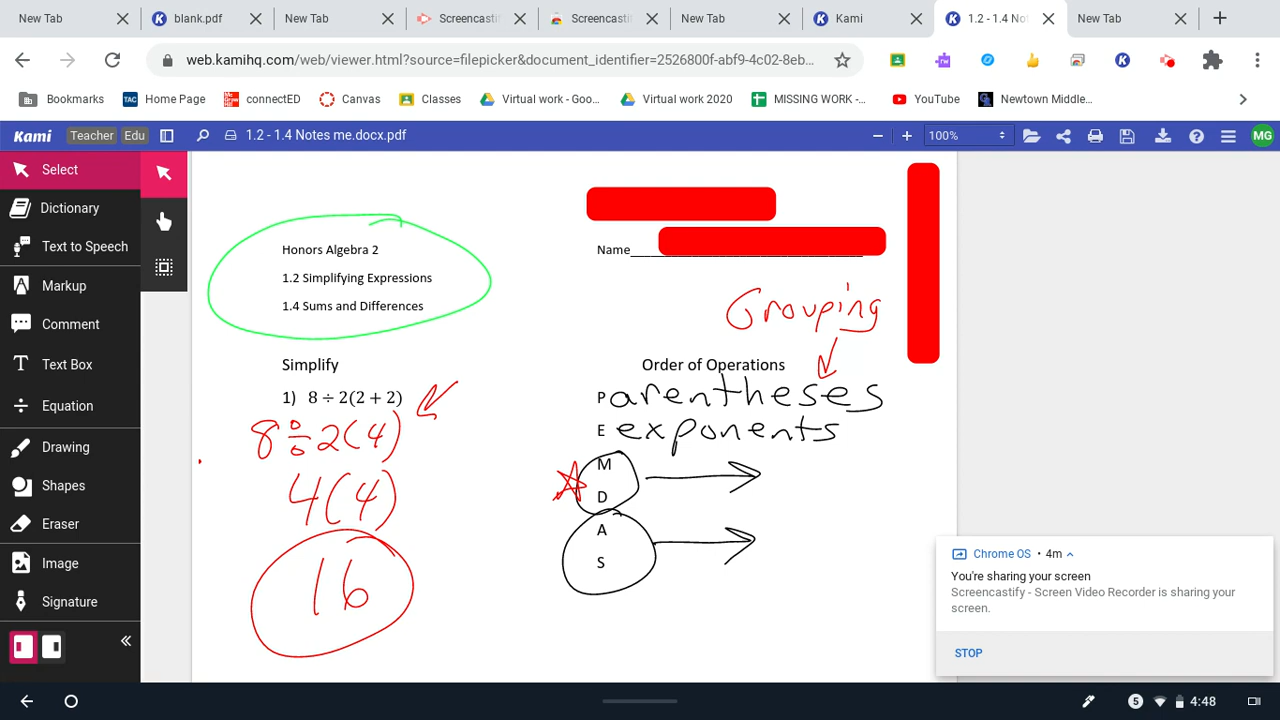 New Tab
blank.pdf
New Tab
Screencastif
Screencastif
New Tab
Kami
1.2 - 1.4 Not
New Tab
web.kamihq.com/web/viewer.html?source=filepicker&document_identifier=2526800f-abf9-4c02-8eb...
Bookmarks
Home Page
connectED
Canvas
Classes
Virtual work - Goo...
Virtual work 2020
MISSING WORK -...
YouTube
Newtown Middle...
Kami
Teacher
Edu
1.2 - 1.4 Notes me.docx.pdf
100%
MG
Select
Dictionary
Text to Speech
Markup
Comment
Text Box
Equation
Drawing
Shapes
Eraser
Image
Signature
Honors Algebra 2
1.2 Simplifying Expressions
1.4 Sums and Differences
Name
Grouping
Simplify
1) 8 ÷ 2(2 + 2)
8 ÷ 2(4)
4(4)
16
Order of Operations
Parentheses
E exponents
M
D
A
S
Chrome OS • 4m
You're sharing your screen
Screencastify - Screen Video Recorder is sharing your
screen.
STOP
5
4:48